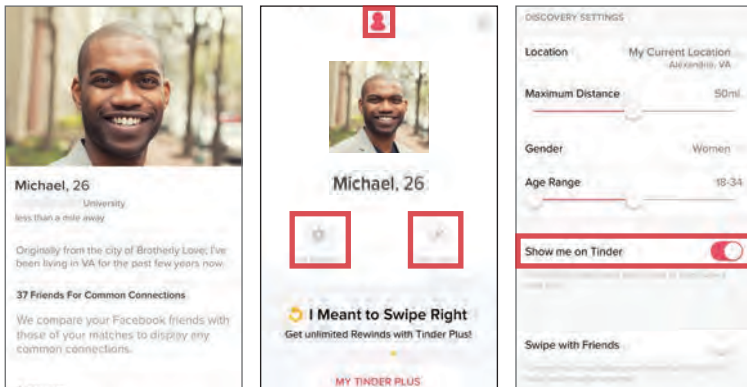 Michael, 26
University
less than a mile away
Originally from the city of Brotherly Love; I've
been living in VA for the past few years now.
37 Friends For Common Connections
We compare your Facebook friends with
those of your matches to display any
common connections.
Michael, 26
I Meant to Swipe Right
Get unlimited Rewinds with Tinder Plus!
MY TINDER PLUS
DISCOVERY SETTINGS
Location My Current Location
Alexandria, VA
Maximum Distance 50mi.
Gender Women
Age Range 18-34
Show me on Tinder
Swipe with Friends